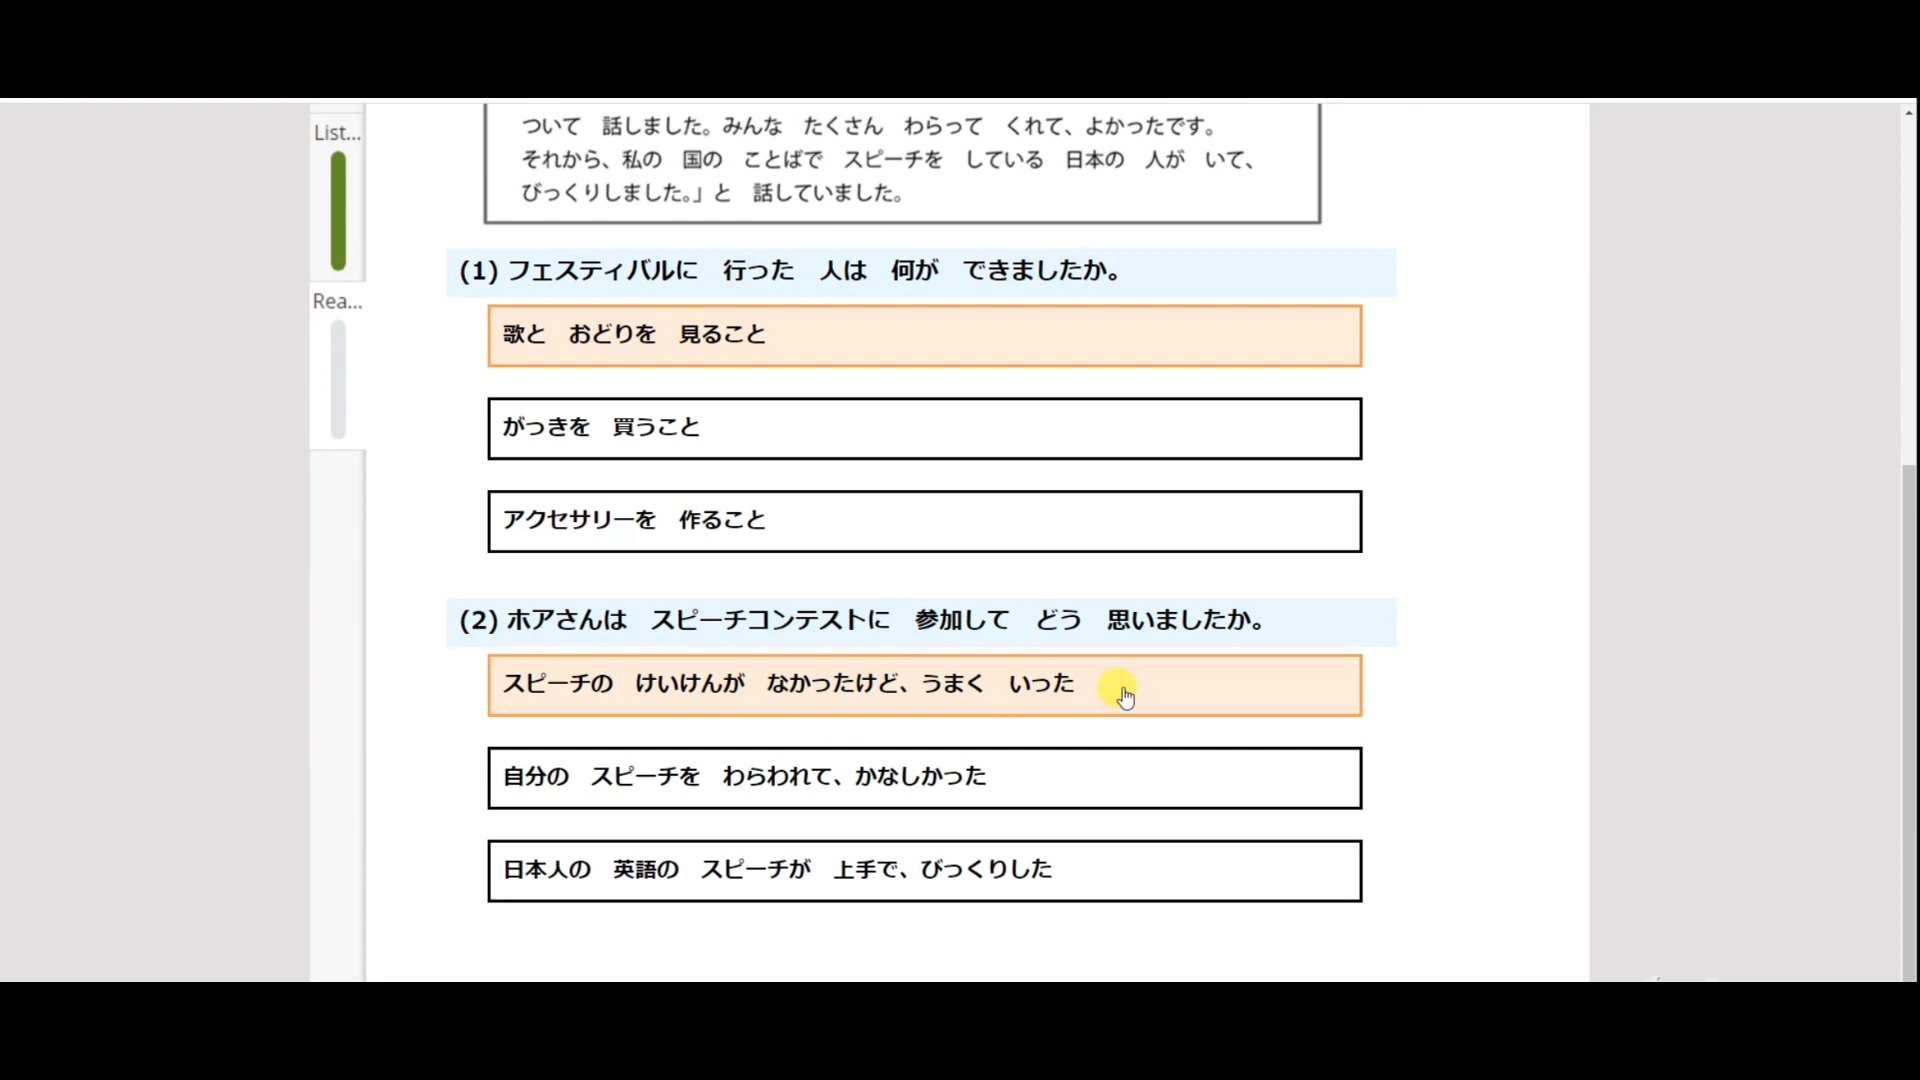 List...
Rea...
ついて 話しました。みんな たくさん わらって くれて、よかったです。
それから、私の 国の ことばで スピーチを している 日本の 人が いて、
びっくりしました。」と 話していました。
(1) フェスティバルに 行った 人は 何が できましたか。
歌と おどりを 見ること
がっきを 買うこと
アクセサリーを 作ること
(2) ホアさんは スピーチコンテストに 参加して どう 思いましたか。
スピーチの けいけんが なかったけど、うまく いった
自分の スピーチを わらわれて、かなしかった
日本人の 英語の スピーチが 上手で、びっくりした